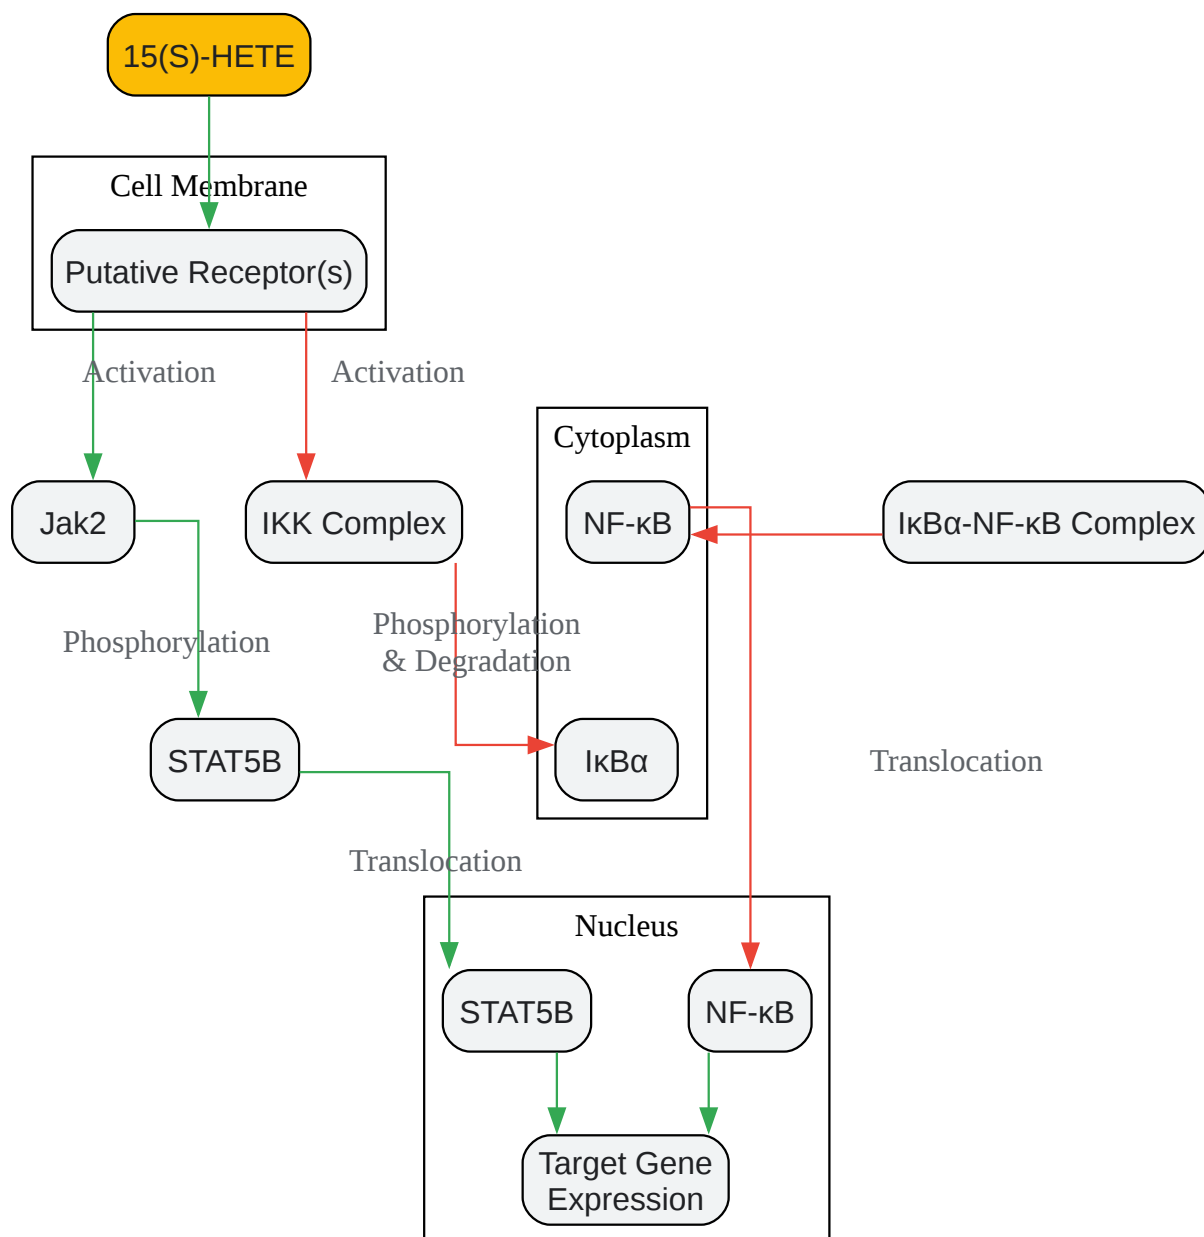 15(S)-HETE
Cell Membrane
Putative Receptor(s)
Activation
Activation
Cytoplasm
Jak2
IKK Complex
NF-κB
IκBα-NF-κB Complex
Phosphorylation
Phosphorylation
& Degradation
STAT5B
IκBα
Translocation
Translocation
Nucleus
STAT5B
NF-κB
Target Gene
Expression